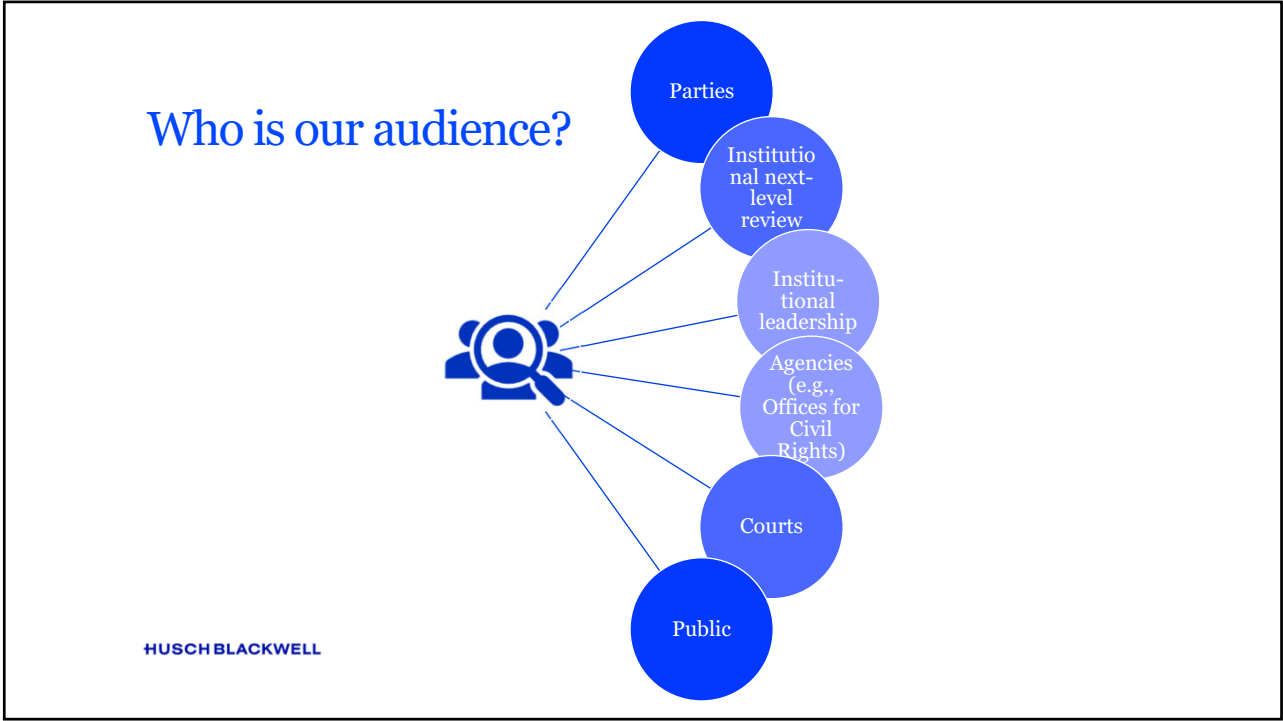 Who is our audience?
Parties
Institutio
nal next-
level
review
Institu-
tional
leadership
Agencies
(e.g.,
Offices for
Civil
Rights)
Courts
Public
HUSCH BLACKWELL